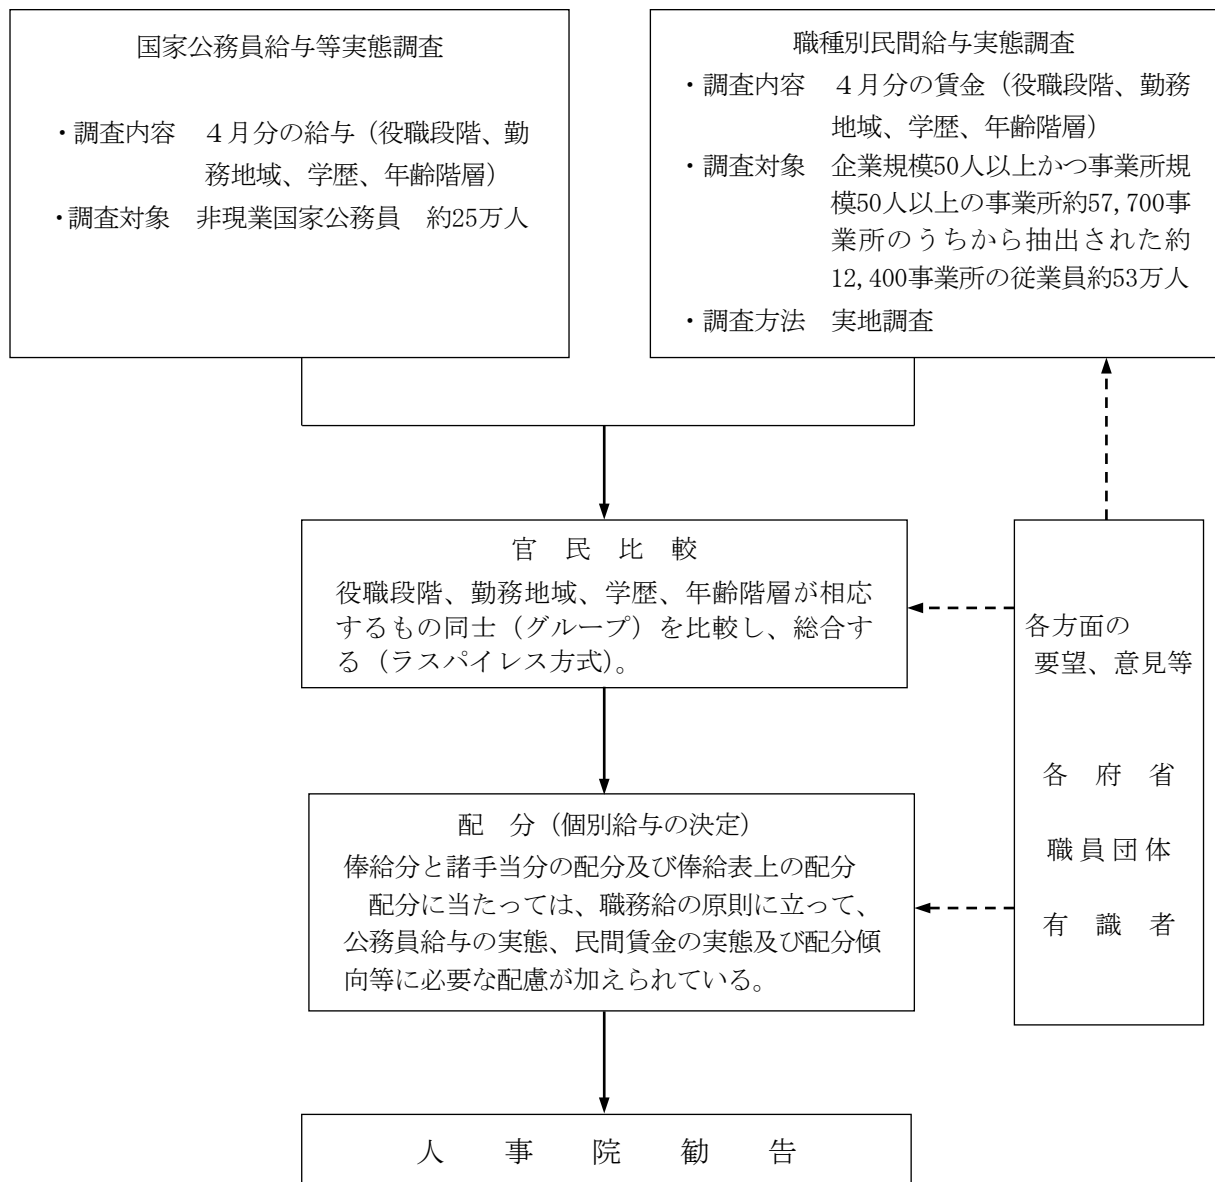 国家公務員給与等実態調査
・調査内容　４月分の給与（役職段階、勤
務地域、学歴、年齢階層）
・調査対象　非現業国家公務員　約25万人
職種別民間給与実態調査
・調査内容　４月分の賃金（役職段階、勤務
地域、学歴、年齢階層）
・調査対象　企業規模50人以上かつ事業所規
模50人以上の事業所約57,700事
業所のうちから抽出された約
12,400事業所の従業員約53万人
・調査方法　実地調査
官　民　比　較
役職段階、勤務地域、学歴、年齢階層が相応
するもの同士（グループ）を比較し、総合す
る（ラスパイレス方式）。
配　分（個別給与の決定）
俸給分と諸手当分の配分及び俸給表上の配分
　配分に当たっては、職務給の原則に立って、
公務員給与の実態、民間賃金の実態及び配分傾
向等に必要な配慮が加えられている。
各方面の
要望、意見等
各　府　省
職員団体
有　識　者
人　事　院　勧　告